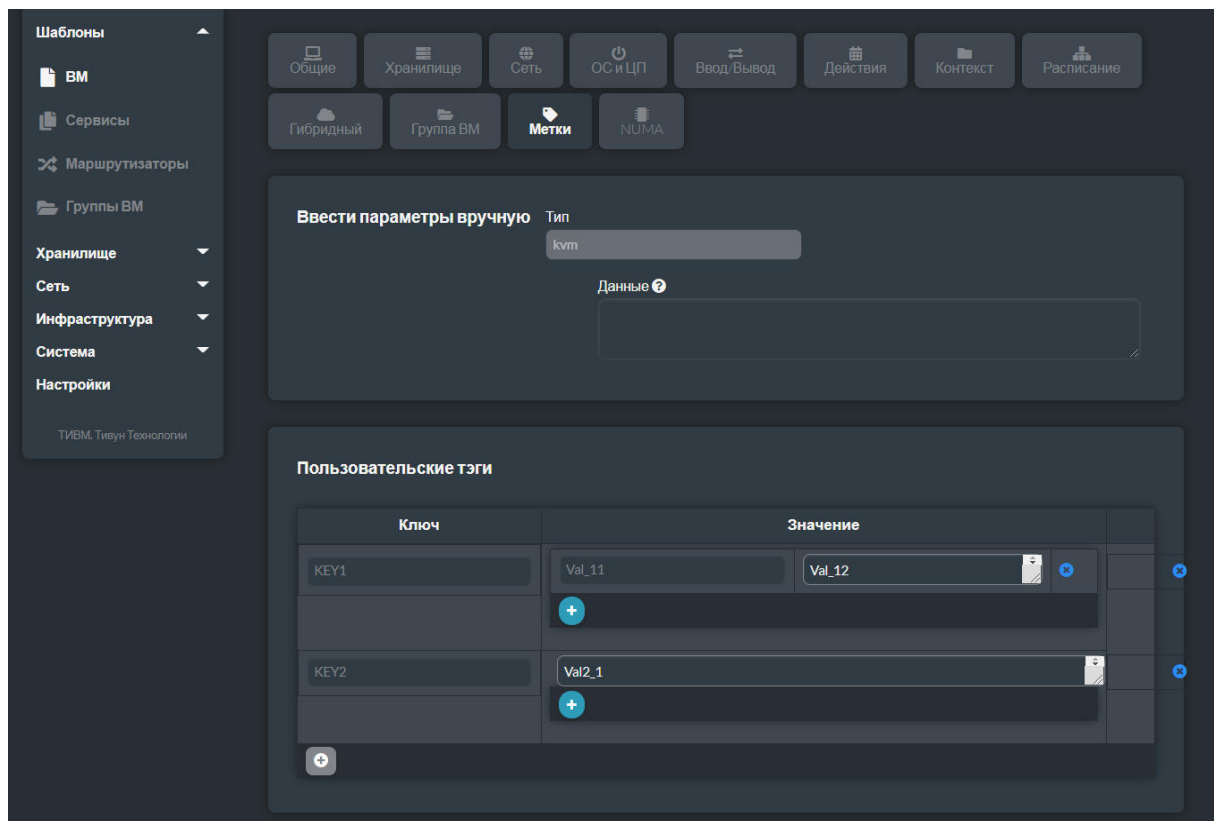 Шаблоны
ВМ
Сервисы
Маршрутизаторы
Группы ВМ
Хранилище
Сеть
Инфраструктура
Система
Настройки
ТИВМ. Тивун Технологии
Общие
Хранилище
Сеть
ОС и ЦП
Ввод/Вывод
Действия
Контекст
Расписание
Гибридный
Группа ВМ
Метки
NUMA
Ввести параметры вручную
Тип
kvm
Данные
Пользовательские тэги
Ключ
Значение
KEY1
Val_11
Val_12
KEY2
Val2_1